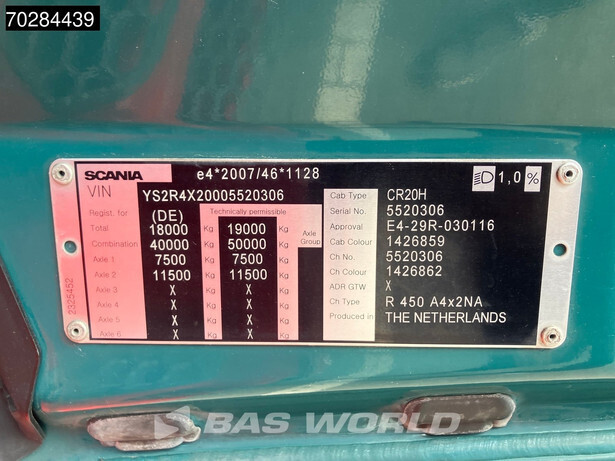 70284439
SCANIA e4*2007/46*1128
1,0 %
VIN YS2R4X20005520306
Regist. for (DE) Technically permissible
Total 18000 Kg 19000 Kg Axle Group
Combination 40000 Kg 50000 Kg
Axle 1 7500 Kg 7500 Kg
Axle 2 11500 Kg 11500 Kg
Axle 3 X Kg X Kg
Axle 4 X Kg X Kg
Axle 5 X Kg X Kg
Axle 6 X Kg X Kg
2325452
Cab Type CR20H
Serial No. 5520306
Approval E4-29R-030116
Cab Colour 1426859
Ch No. 5520306
Ch Colour 1426862
ADR GTW X
Ch Type R 450 A4x2NA
Produced in THE NETHERLANDS
BAS WORLD